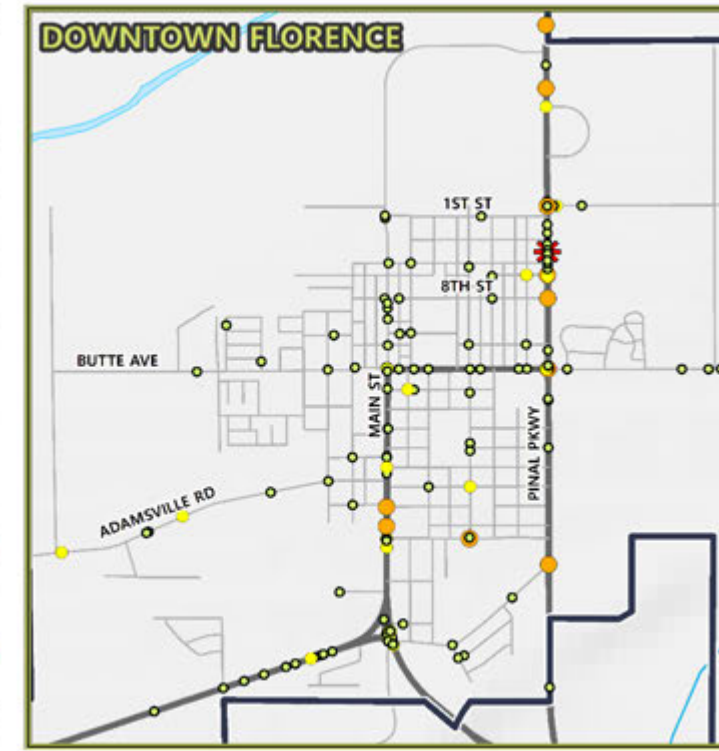 DOWNTOWN FLORENCE
1ST ST
8TH ST
BUTTE AVE
MAIN ST
PINAL PKWY
ADAMSVILLE RD